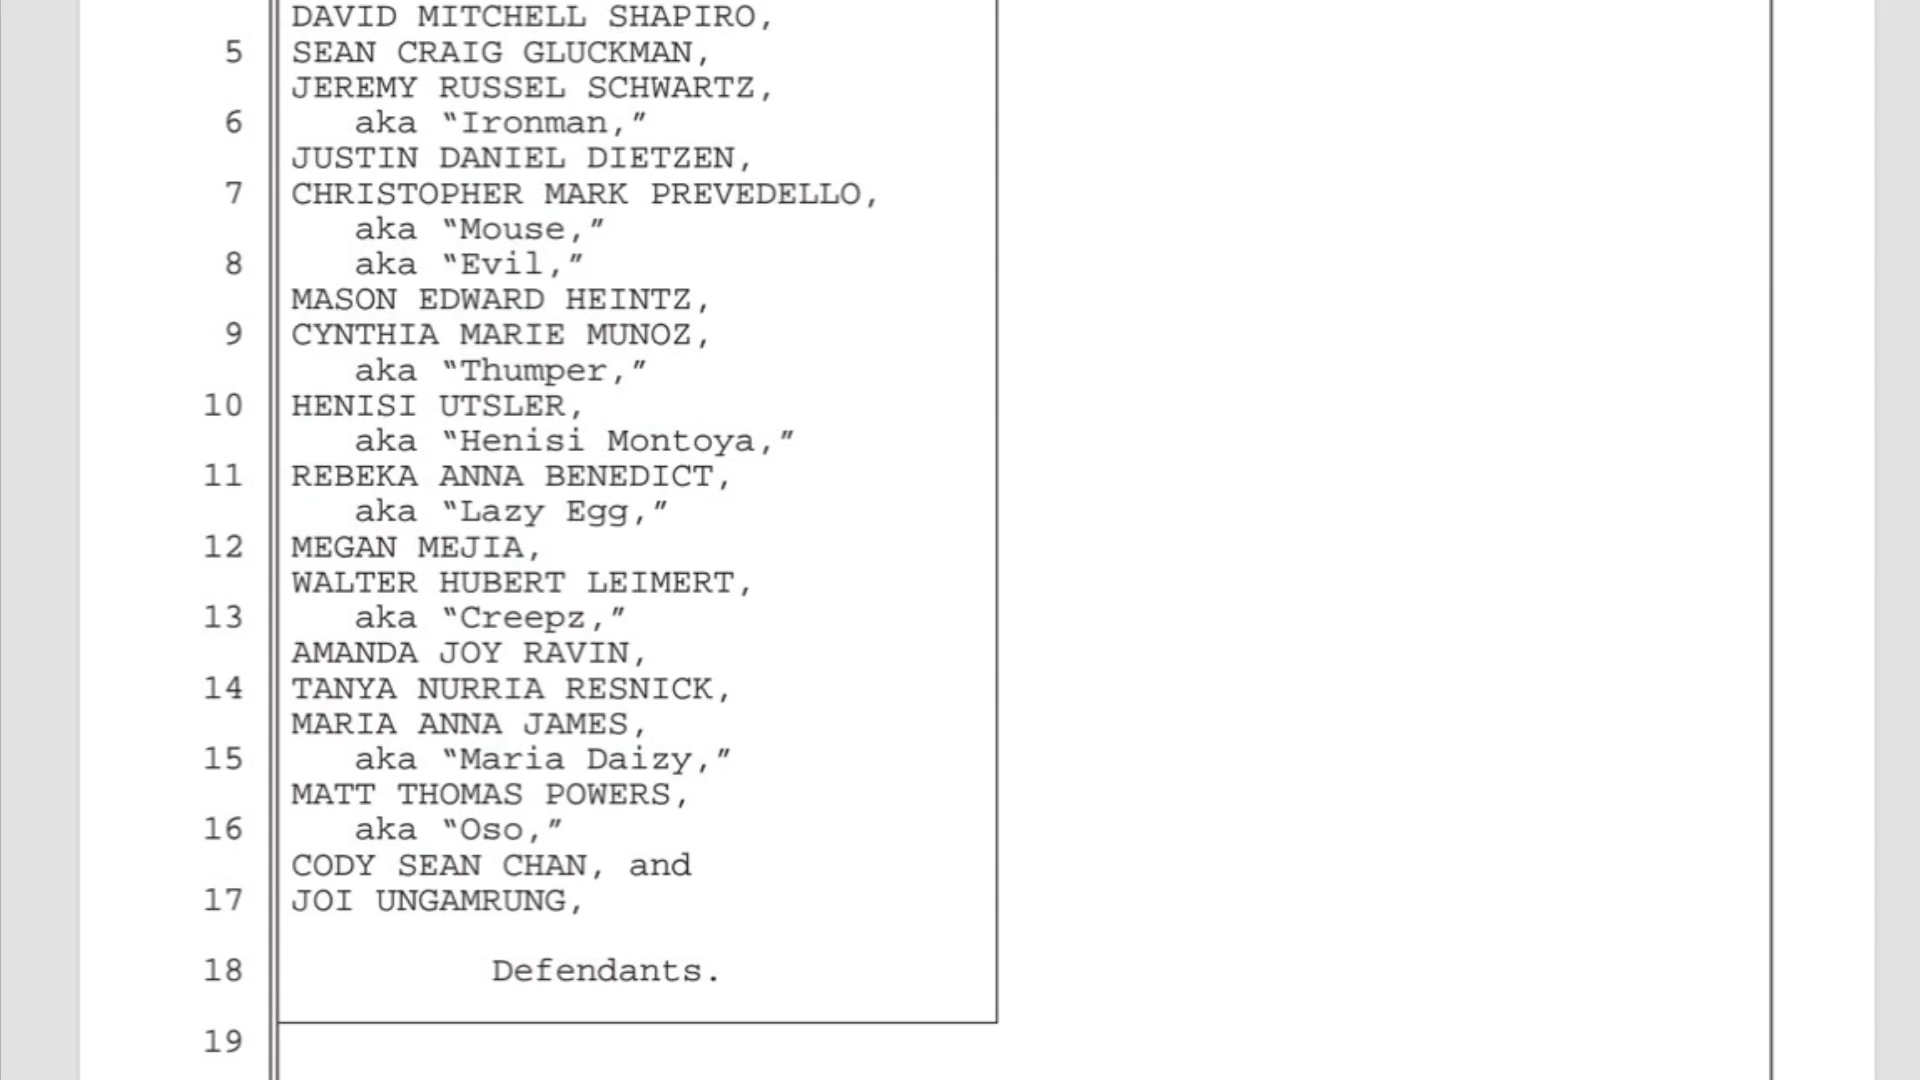 DAVID MITCHELL SHAPIRO,
5 SEAN CRAIG GLUCKMAN,
JEREMY RUSSEL SCHWARTZ,
6 aka “Ironman,”
JUSTIN DANIEL DIETZEN,
7 CHRISTOPHER MARK PREVEDELLO,
aka “Mouse,”
8 aka “Evil,”
MASON EDWARD HEINTZ,
9 CYNTHIA MARIE MUNOZ,
aka “Thumper,”
10 HENISI UTSLER,
aka “Henisi Montoya,”
11 REBEKA ANNA BENEDICT,
aka “Lazy Egg,”
12 MEGAN MEJIA,
WALTER HUBERT LEIMERT,
13 aka “Creepz,”
AMANDA JOY RAVIN,
14 TANYA NURRIA RESNICK,
MARIA ANNA JAMES,
15 aka “Maria Daizy,”
MATT THOMAS POWERS,
16 aka “Oso,”
CODY SEAN CHAN, and
17 JOI UNGAMRUNG,
18 Defendants.
19